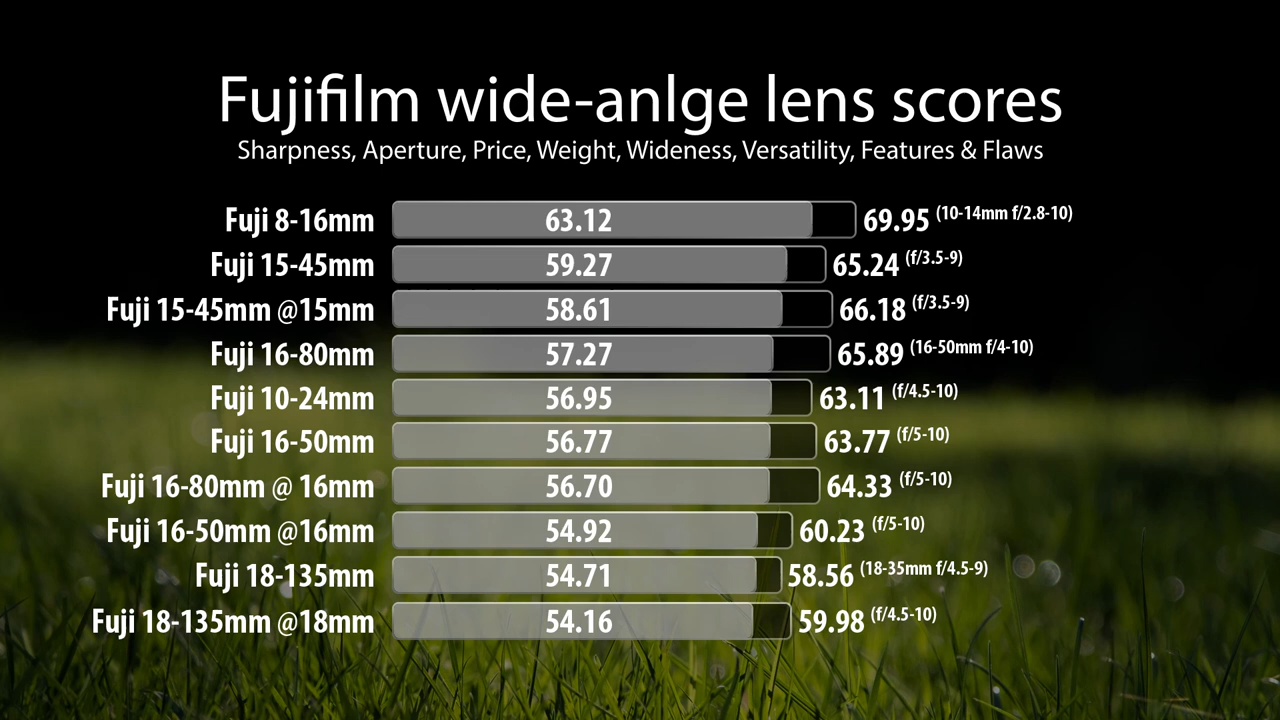 Fujifilm wide-anlge lens scores
Sharpness, Aperture, Price, Weight, Wideness, Versatility, Features & Flaws
Fuji 8-16mm 63.12 69.95 (10-14mm f/2.8-10)
Fuji 15-45mm 59.27 65.24 (f/3.5-9)
Fuji 15-45mm @15mm 58.61 66.18 (f/3.5-9)
Fuji 16-80mm 57.27 65.89 (16-50mm f/4-10)
Fuji 10-24mm 56.95 63.11 (f/4.5-10)
Fuji 16-50mm 56.77 63.77 (f/5-10)
Fuji 16-80mm @ 16mm 56.70 64.33 (f/5-10)
Fuji 16-50mm @16mm 54.92 60.23 (f/5-10)
Fuji 18-135mm 54.71 58.56 (18-35mm f/4.5-9)
Fuji 18-135mm @18mm 54.16 59.98 (f/4.5-10)